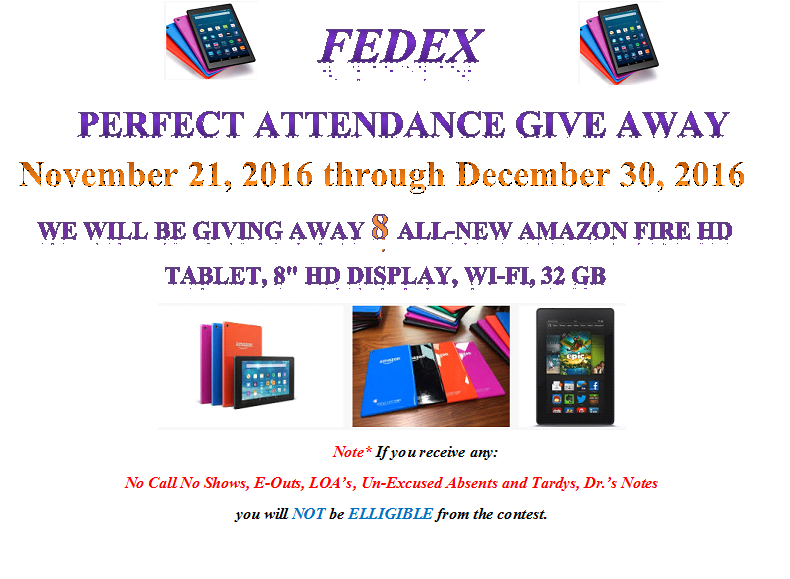 FEDEX
PERFECT ATTENDANCE GIVE AWAY
November 21, 2016 through December 30, 2016
WE WILL BE GIVING AWAY 8 ALL-NEW AMAZON FIRE HD
TABLET, 8" HD DISPLAY, WI-FI, 32 GB
amazon
amazon
epic
Note* If you receive any:
No Call No Shows, E-Outs, LOA's, Un-Excused Absents and Tardys, Dr.'s Notes
you will NOT be ELLIGIBLE from the contest.